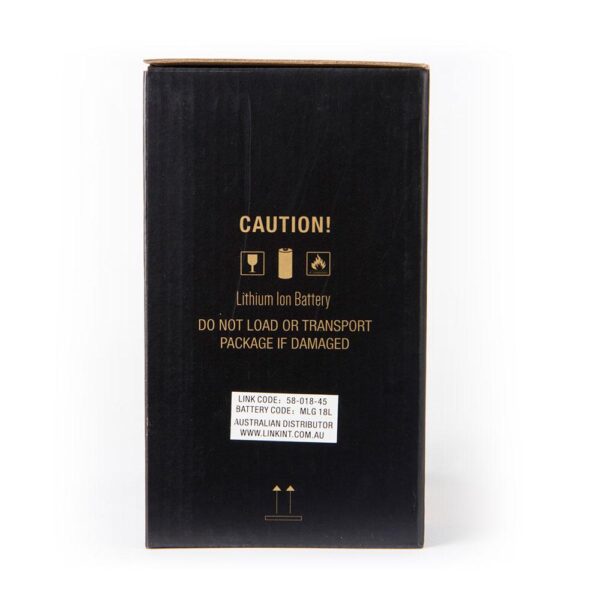 CAUTION!
Lithium Ion Battery
DO NOT LOAD OR TRANSPORT
PACKAGE IF DAMAGED
LINK CODE: 58-018-45
BATTERY CODE: MLG 18L
AUSTRALIAN DISTRIBUTOR
WWW.LINKINT.COM.AU